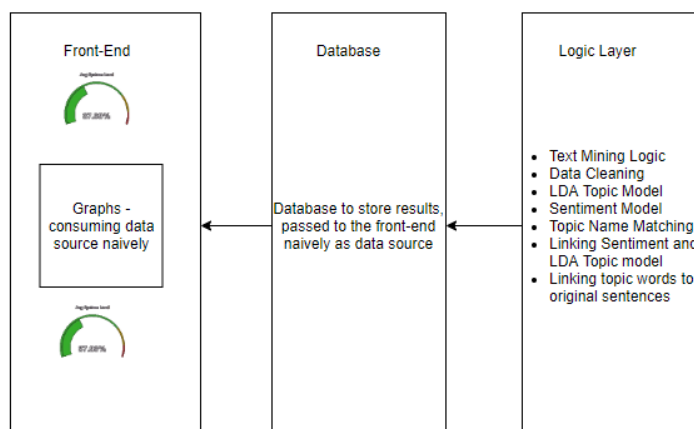 Front-End
Database
Logic Layer
87.88%
Graphs -
consuming data
source naively
87.88%
Database to store results,
passed to the front-end
naively as data source
Text Mining Logic
Data Cleaning
LDA Topic Model
Sentiment Model
Topic Name Matching
Linking Sentiment and
LDA Topic model
Linking topic words to
original sentences